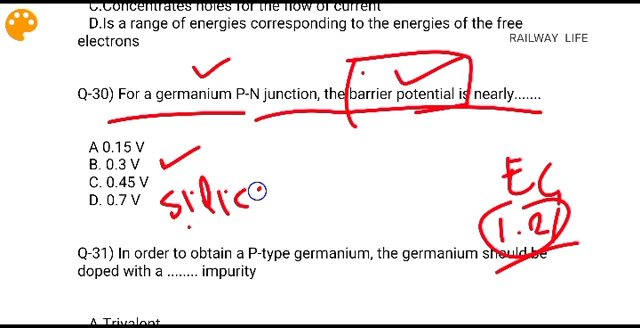 C.Concentrates holes for the flow of current
D.Is a range of energies corresponding to the energies of the free
electrons
RAILWAY LIFE
Q-30) For a germanium P-N junction, the barrier potential is nearly.......
A 0.15 V
B. 0.3 V
C. 0.45 V
D. 0.7 V
silico
EG
1.21
Q-31) In order to obtain a P-type germanium, the germanium should be
doped with a ........ impurity
A.Trivalent